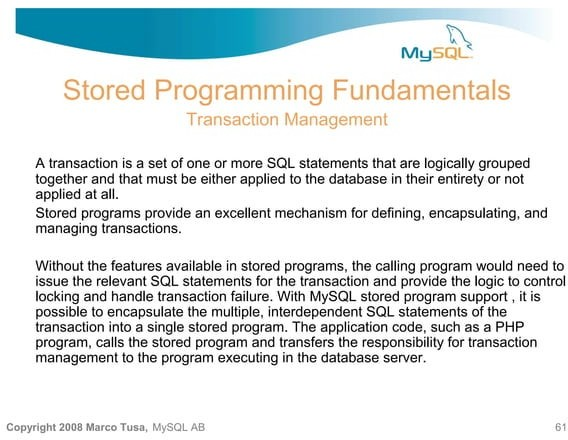 MySQL
Stored Programming Fundamentals
Transaction Management
A transaction is a set of one or more SQL statements that are logically grouped
together and that must be either applied to the database in their entirety or not
applied at all.
Stored programs provide an excellent mechanism for defining, encapsulating, and
managing transactions.
Without the features available in stored programs, the calling program would need to
issue the relevant SQL statements for the transaction and provide the logic to control
locking and handle transaction failure. With MySQL stored program support , it is
possible to encapsulate the multiple, interdependent SQL statements of the
transaction into a single stored program. The application code, such as a PHP
program, calls the stored program and transfers the responsibility for transaction
management to the program executing in the database server.
Copyright 2008 Marco Tusa, MySQL AB 61